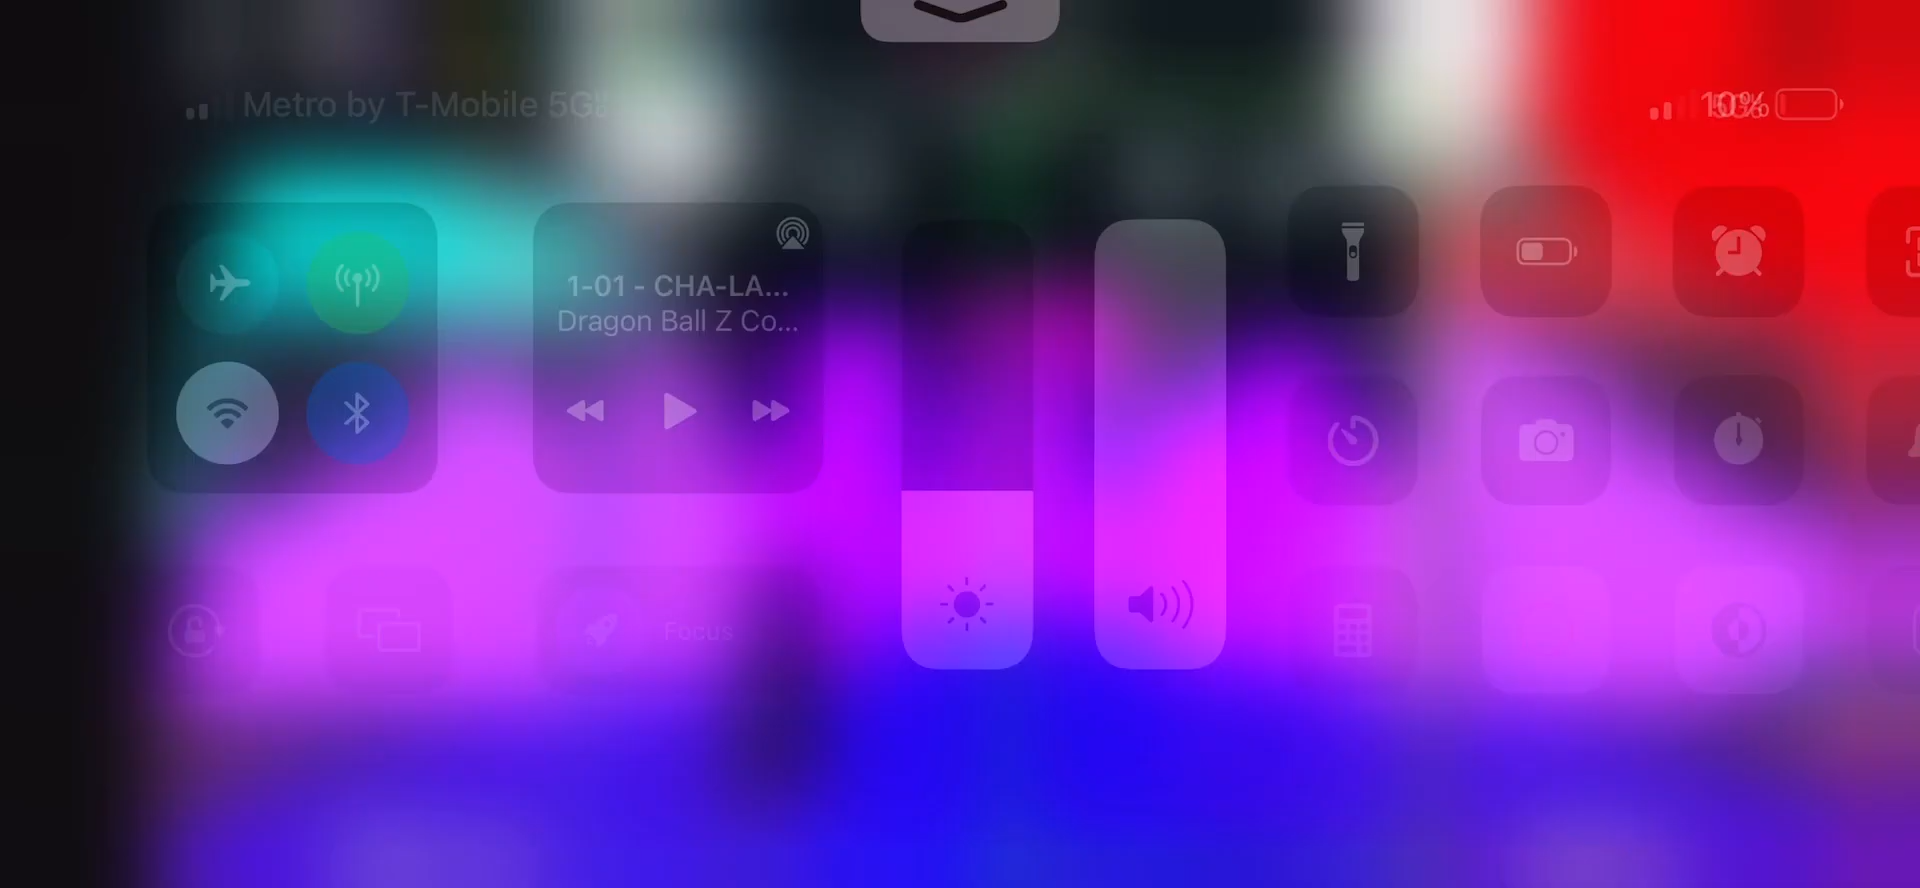 Metro by T-Mobile 5G
10%
1-01 - CHA-LA...
Dragon Ball Z Co...
Focus